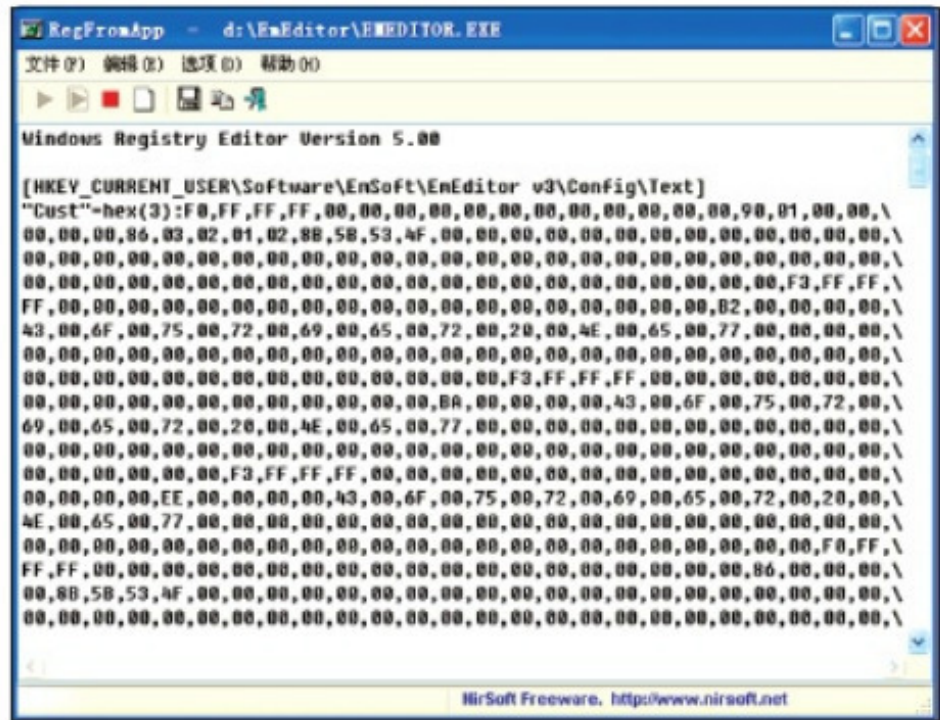 RegFromApp - d:\EmEditor\EMEDITOR.EXE
文件(F) 编辑(E) 选项(O) 帮助(H)
Windows Registry Editor Version 5.00
[HKEY_CURRENT_USER\Software\EmSoft\EmEditor v3\Config\Text]
"Cust"=hex(3):F0,FF,FF,FF,00,00,00,00,00,00,00,00,00,00,00,00,90,01,00,00,\
00,00,00,86,03,02,01,02,8B,5B,53,4F,00,00,00,00,00,00,00,00,00,00,00,00,00,\
00,00,00,00,00,00,00,00,00,00,00,00,00,00,00,00,00,00,00,00,00,00,00,00,00,\
00,00,00,00,00,00,00,00,00,00,00,00,00,00,00,00,00,00,00,00,00,F3,FF,FF,\
FF,00,00,00,00,00,00,00,00,00,00,00,00,00,00,00,00,00,00,00,B2,00,00,00,00,\
43,00,6F,00,75,00,72,00,69,00,65,00,72,00,20,00,4E,00,65,00,77,00,00,00,00,\
00,00,00,00,00,00,00,00,00,00,00,00,00,00,00,00,00,00,00,00,00,00,00,00,00,\
00,00,00,00,00,00,00,00,00,00,00,00,00,F3,FF,FF,FF,00,00,00,00,00,00,00,\
00,00,00,00,00,00,00,00,00,00,00,BA,00,00,00,00,43,00,6F,00,75,00,72,00,\
69,00,65,00,72,00,20,00,4E,00,65,00,77,00,00,00,00,00,00,00,00,00,00,00,00,\
00,00,00,00,00,00,00,00,00,00,00,00,00,00,00,00,00,00,00,00,00,00,00,00,00,\
00,00,00,00,00,F3,FF,FF,FF,00,00,00,00,00,00,00,00,00,00,00,00,00,00,00,\
00,00,00,00,EE,00,00,00,00,43,00,6F,00,75,00,72,00,69,00,65,00,72,00,20,00,\
4E,00,65,00,77,00,00,00,00,00,00,00,00,00,00,00,00,00,00,00,00,00,00,00,00,\
00,00,00,00,00,00,00,00,00,00,00,00,00,00,00,00,00,00,00,00,00,00,F0,FF,\
FF,FF,00,00,00,00,00,00,00,00,00,00,00,00,00,00,00,00,00,00,00,86,00,00,00,\
00,8B,5B,53,4F,00,00,00,00,00,00,00,00,00,00,00,00,00,00,00,00,00,00,00,00,\
00,00,00,00,00,00,00,00,00,00,00,00,00,00,00,00,00,00,00,00,00,00,00,00,00,\
NirSoft Freeware. http://www.nirsoft.net